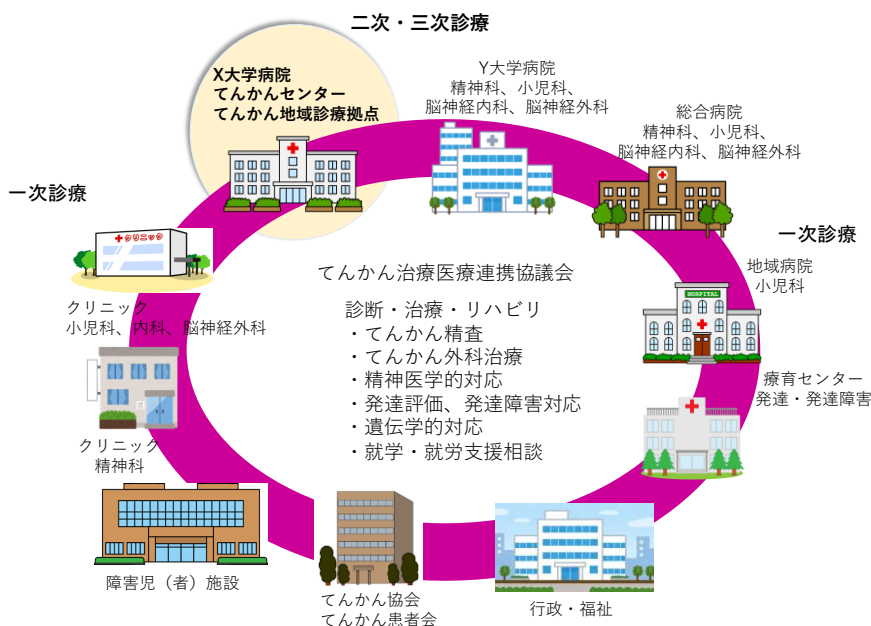 二次・三次診療
X大学病院
てんかんセンター
てんかん地域診療拠点
Y大学病院
精神科、小児科、
脳神経内科、脳神経外科
総合病院
精神科、小児科、
脳神経内科、脳神経外科
一次診療
クリニック
クリニック
小児科、内科、脳神経外科
クリニック
精神科
障害児（者）施設
てんかん治療医療連携協議会
診断・治療・リハビリ
・てんかん精査
・てんかん外科治療
・精神医学的対応
・発達評価、発達障害対応
・遺伝学的対応
・就学・就労支援相談
一次診療
地域病院
小児科
HOSPITAL
療育センター
発達・発達障害
てんかん協会
てんかん患者会
行政・福祉